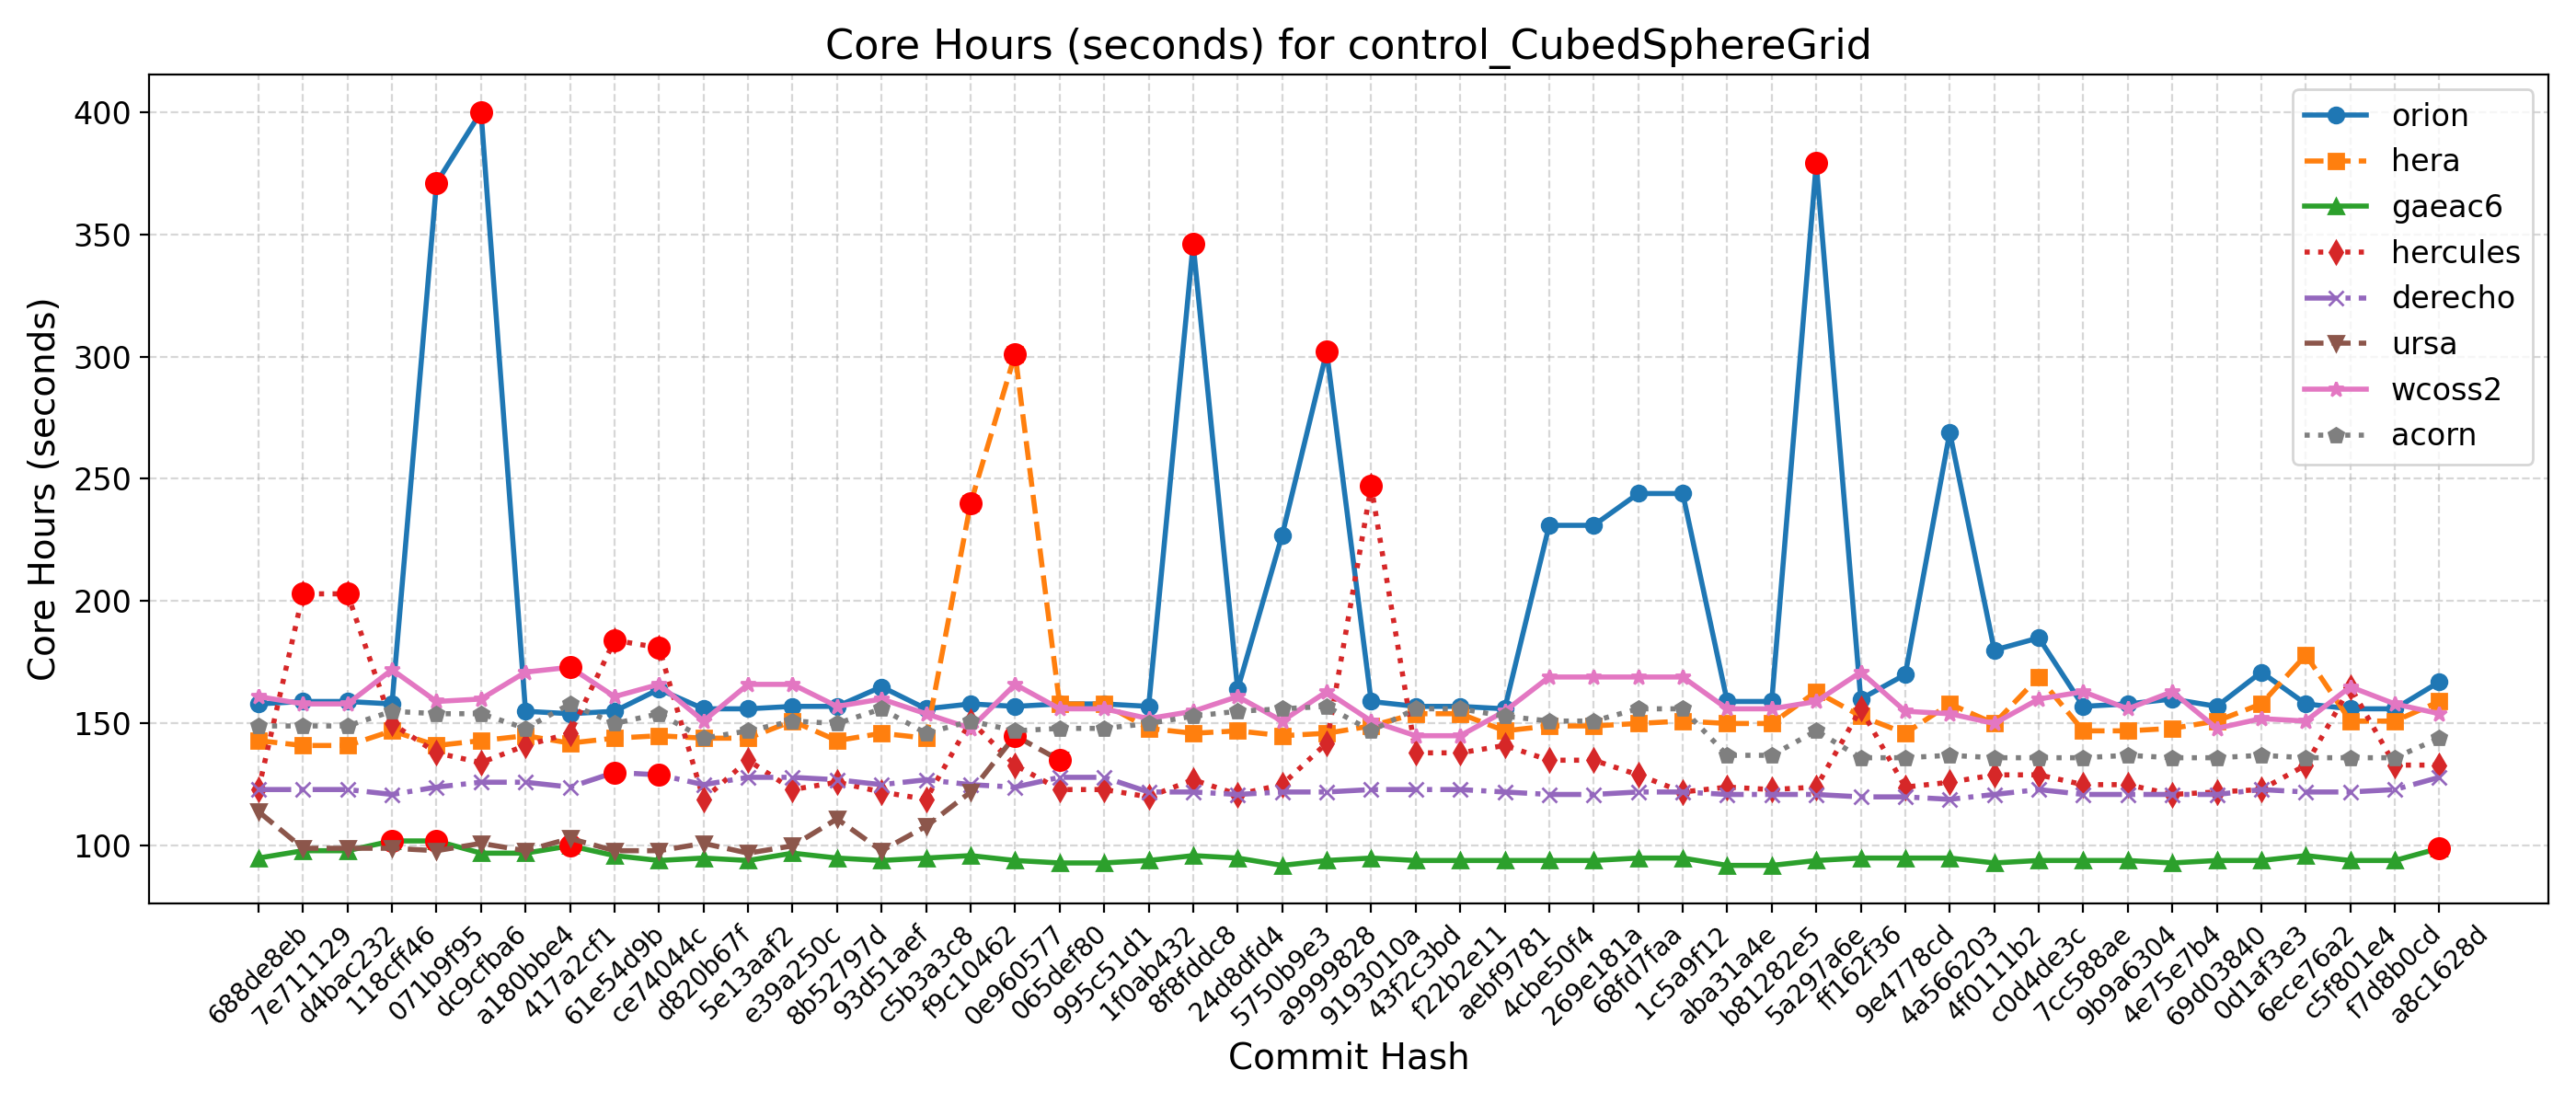 Core Hours (seconds) for control_CubedSphereGrid
Core Hours (seconds)
400
350
300
250
200
150
100
orion
hera
gaeac6
hercules
derecho
ursa
wcoss2
acorn
688de8eb
7e711129
d4bac232
118cff46
071b9f95
dc9cfba6
a180bbe4
417a2cf1
61e54d9b
ce74044c
d820b67f
5e13aaf2
e39a250c
8b52797d
93d51aef
c5b3a3c8
f9c10462
0e960577
065def80
995c51d1
1f0ab432
8f8fddc8
24d8dfd4
5750b9e3
a9999828
9193010a
43f2c3bd
f22b2e11
aebf9781
4cbe50f4
269e181a
68fd7faa
1c5a9f12
aba31a4e
b81282e5
5a297a6e
ff162f36
9e4778cd
4a566203
4f0111b2
c0d4de3c
7cc588ae
9b9a6304
4e75e7b4
69d03840
0d1af3e3
6ece76a2
c5f801e4
f7d8b0cd
a8c1628d
Commit Hash